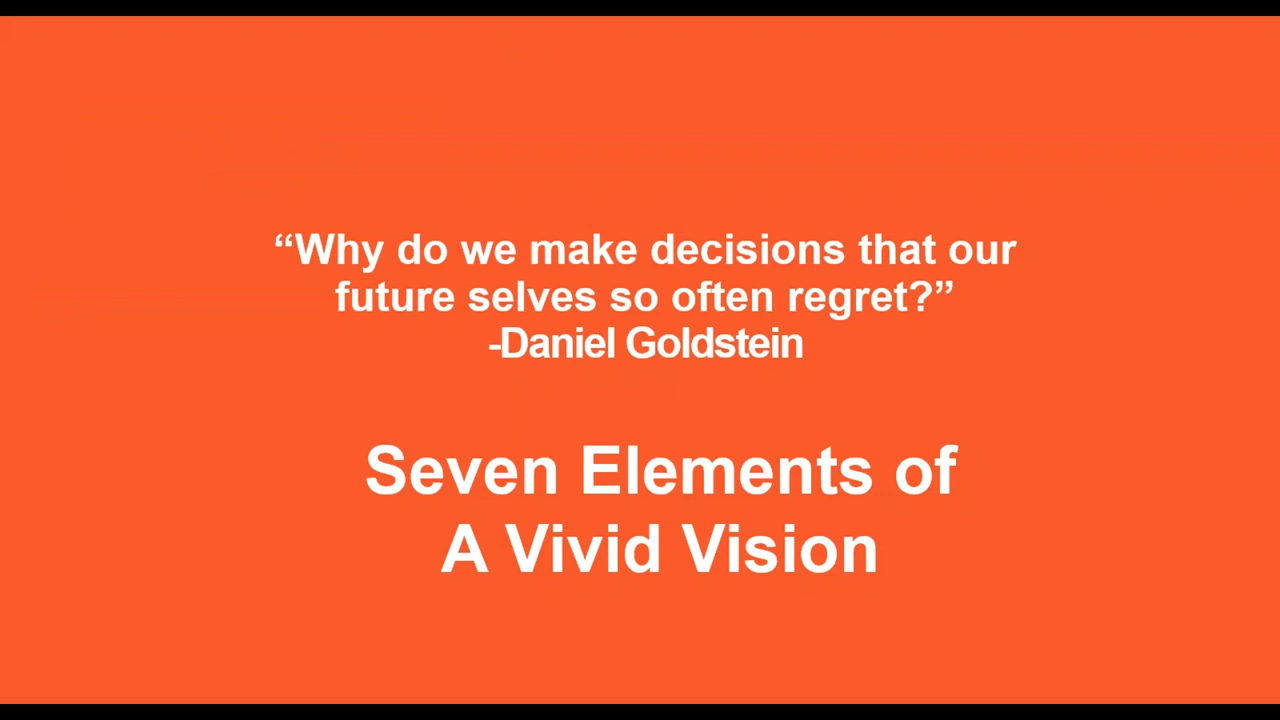 “Why do we make decisions that our
future selves so often regret?”
-Daniel Goldstein
Seven Elements of
A Vivid Vision